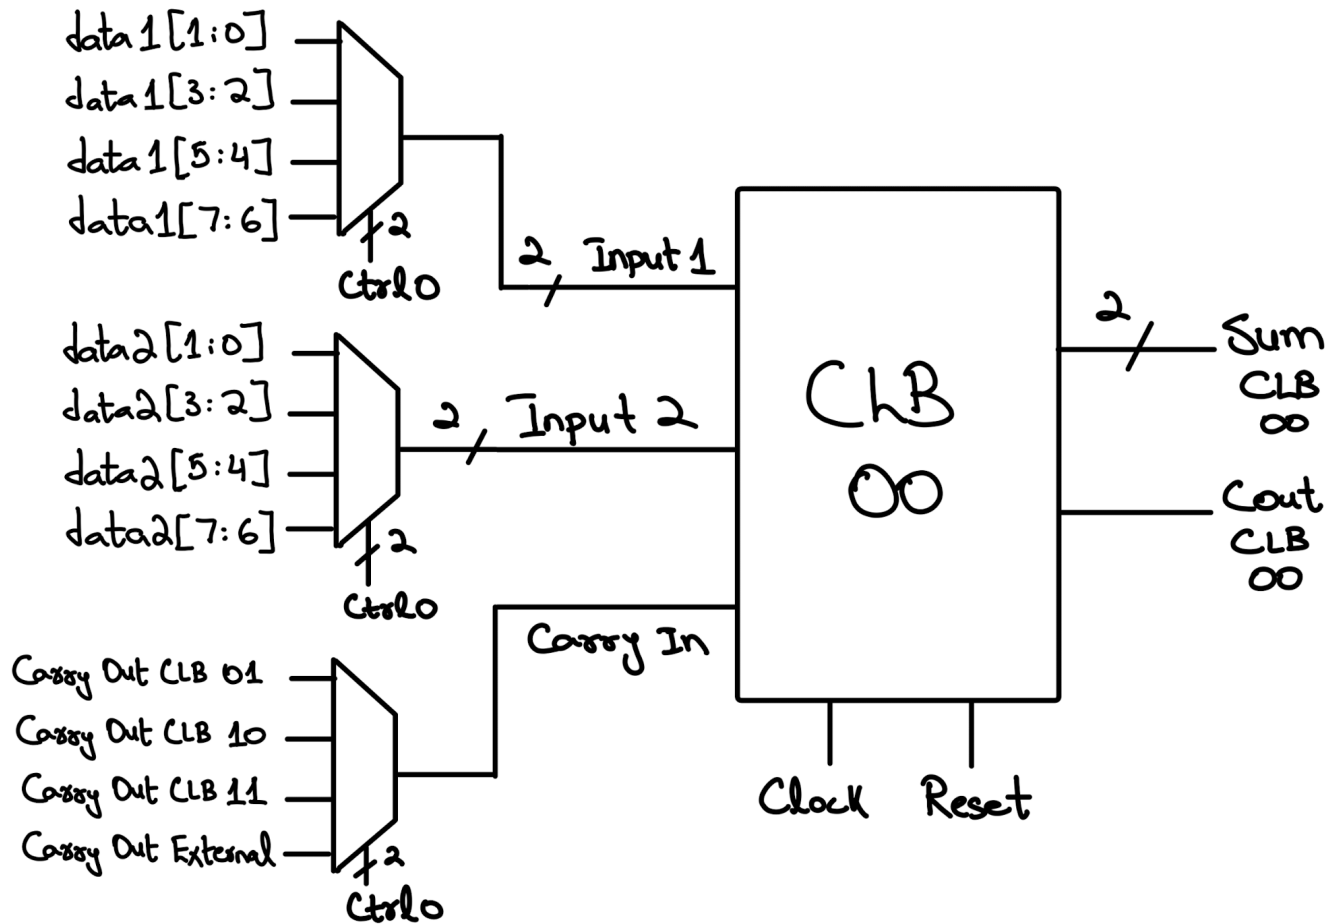 data1[1:0]
data1[3:2]
data1[5:4]
data1[7:6]
2
Ctrl0
2 Input 1
data2[1:0]
data2[3:2]
data2[5:4]
data2[7:6]
2
Ctrl0
2 Input 2
Carry Out CLB 01
Carry Out CLB 10
Carry Out CLB 11
Carry Out External
2
Ctrl0
Carry In
CLB
00
Clock
Reset
2
Sum
CLB
00
Cout
CLB
00